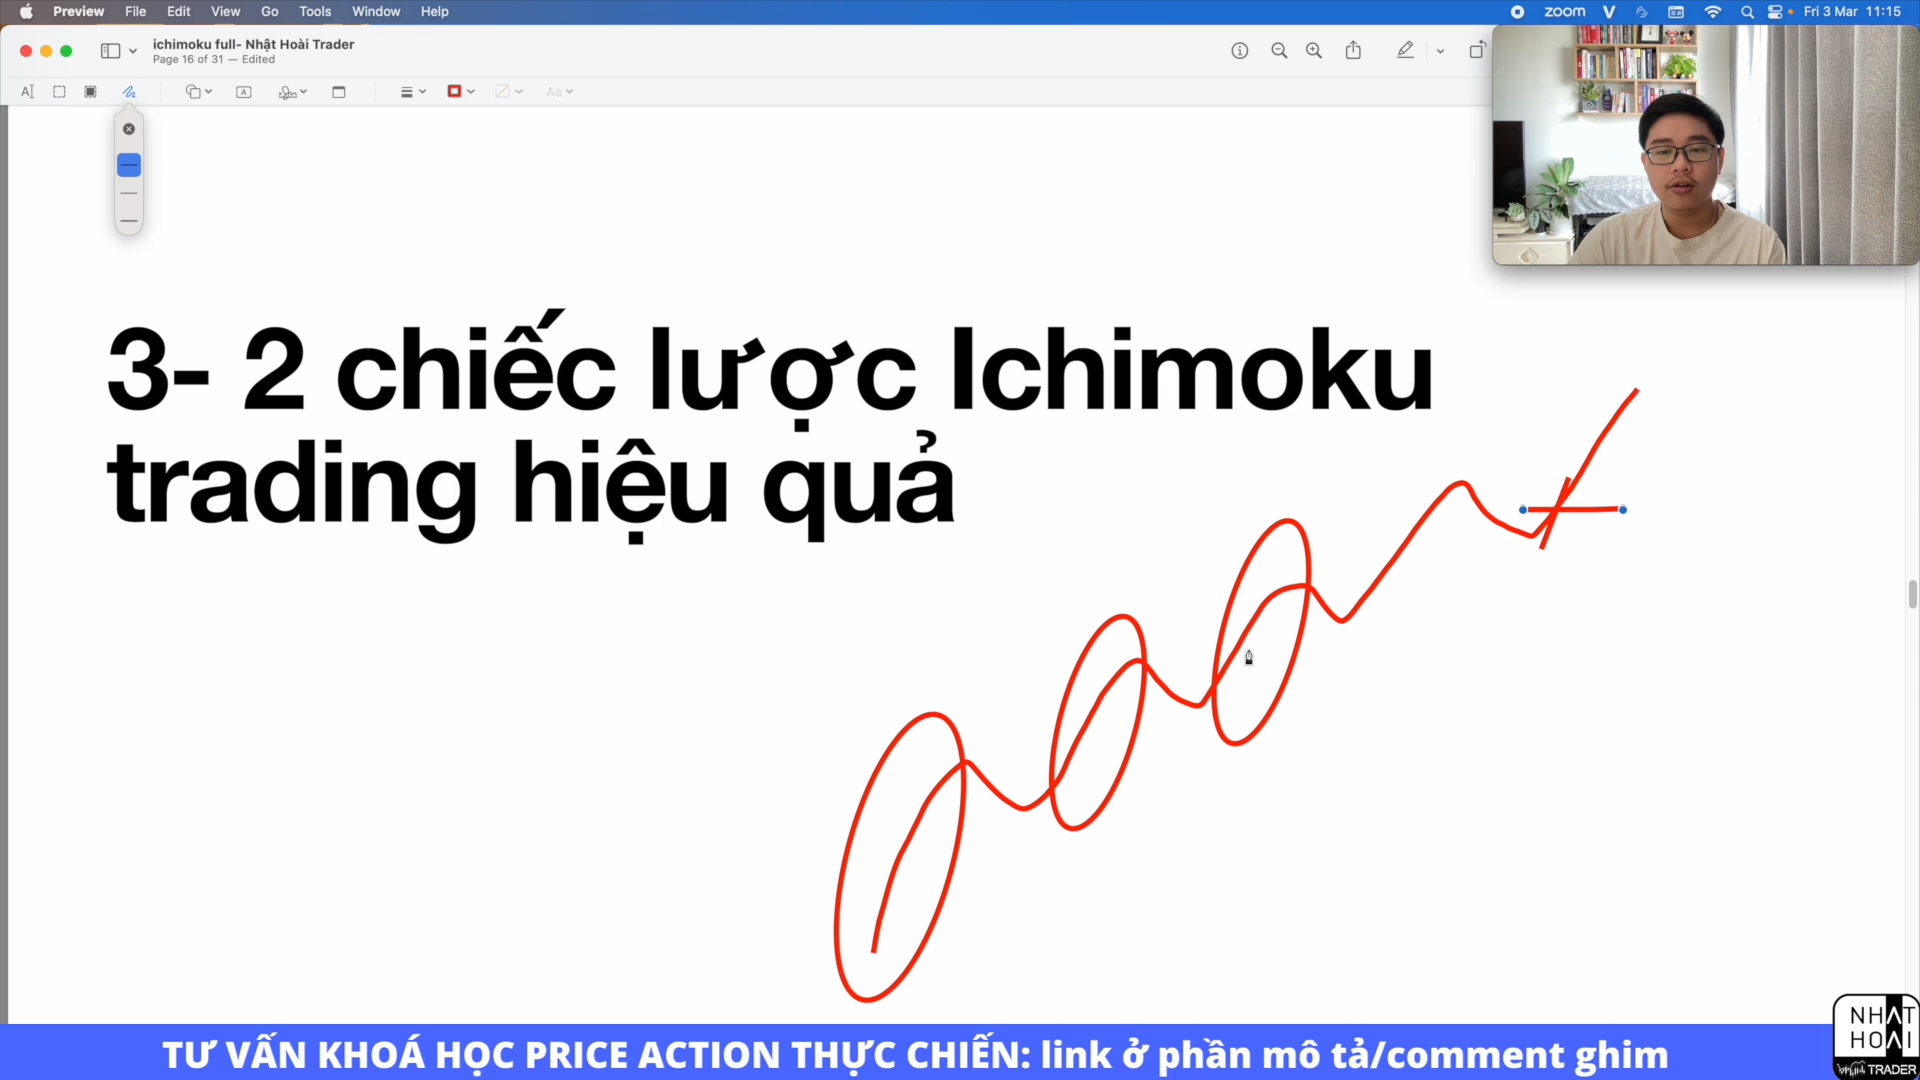 Preview File Edit View Go Tools Window Help
zoom Fri 3 Mar 11:15
ichimoku full- Nhật Hoài Trader
Page 16 of 31 — Edited
3- 2 chiếc lược Ichimoku
trading hiệu quả
TƯ VẤN KHOÁ HỌC PRICE ACTION THỰC CHIẾN: link ở phần mô tả/comment ghim
NHAT
HOAI
TRADER